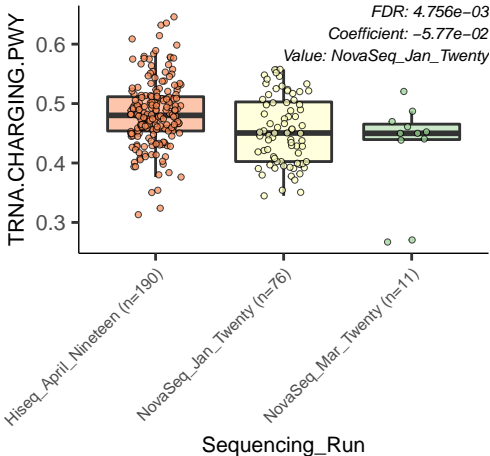 FDR: 4.756e−03
Coefficient: −5.77e−02
Value: NovaSeq_Jan_Twenty
TRNA.CHARGING.PWY
0.6
0.5
0.4
0.3
Hiseq_April_Nineteen (n=190)
NovaSeq_Jan_Twenty (n=76)
NovaSeq_Mar_Twenty (n=11)
Sequencing_Run